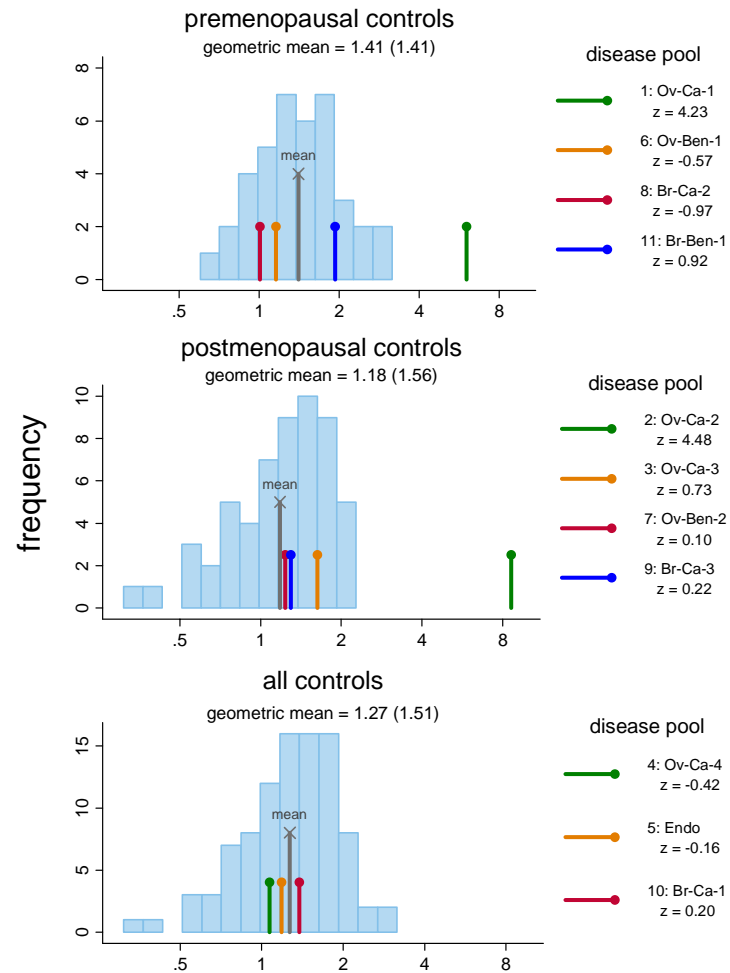 premenopausal controls
geometric mean = 1.41 (1.41)
8
6
4
2
0
mean
.5 1 2 4 8
disease pool
1: Ov-Ca-1
z = 4.23
6: Ov-Ben-1
z = -0.57
8: Br-Ca-2
z = -0.97
11: Br-Ben-1
z = 0.92
postmenopausal controls
geometric mean = 1.18 (1.56)
frequency
10
8
6
4
2
0
mean
.5 1 2 4 8
disease pool
2: Ov-Ca-2
z = 4.48
3: Ov-Ca-3
z = 0.73
7: Ov-Ben-2
z = 0.10
9: Br-Ca-3
z = 0.22
all controls
geometric mean = 1.27 (1.51)
15
10
5
0
mean
.5 1 2 4 8
disease pool
4: Ov-Ca-4
z = -0.42
5: Endo
z = -0.16
10: Br-Ca-1
z = 0.20